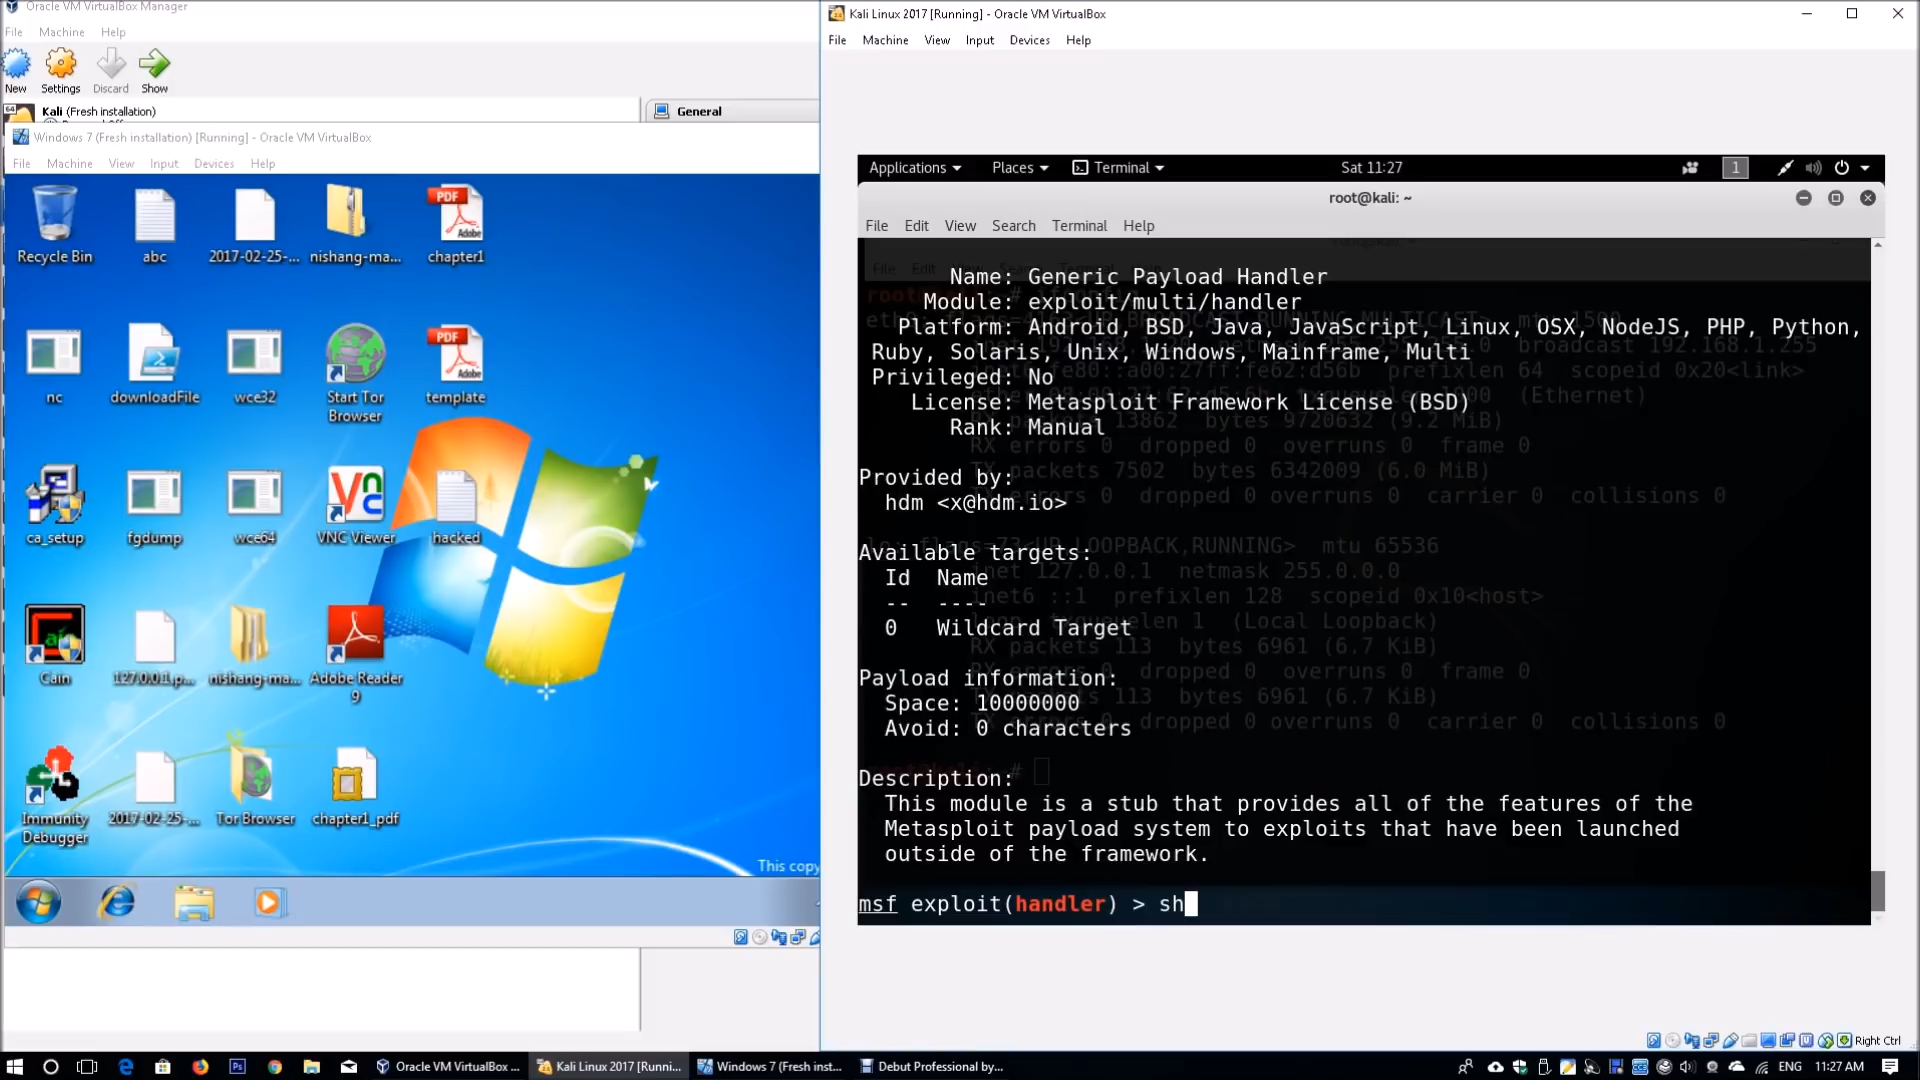 Oracle VM VirtualBox Manager
File Machine Help
New Settings Discard Show
Kali (Fresh installation)
General
Windows 7 (Fresh installation) [Running] - Oracle VM VirtualBox
File Machine View Input Devices Help
Recycle Bin abc 2017-02-25-... nishang-ma... chapter1
nc downloadFile wce32 Start Tor Browser template
ca_setup fgdump wce64 VNC Viewer hacked
Cain 127.0.0.1.p... nishang-ma... Adobe Reader 9
Immunity Debugger 2017-02-25-... Tor Browser chapter1_pdf
This copy
Kali Linux 2017 [Running] - Oracle VM VirtualBox
File Machine View Input Devices Help
Applications Places Terminal Sat 11:27 1
root@kali: ~
File Edit View Search Terminal Help
Name: Generic Payload Handler
Module: exploit/multi/handler
Platform: Android, BSD, Java, JavaScript, Linux, OSX, NodeJS, PHP, Python,
Ruby, Solaris, Unix, Windows, Mainframe, Multi
Privileged: No
License: Metasploit Framework License (BSD)
Rank: Manual
Provided by:
hdm <x@hdm.io>
Available targets:
Id Name
-- ----
0 Wildcard Target
Payload information:
Space: 10000000
Avoid: 0 characters
Description:
This module is a stub that provides all of the features of the
Metasploit payload system to exploits that have been launched
outside of the framework.
msf exploit(handler) > sh
Right Ctrl
Oracle VM VirtualBox ... Kali Linux 2017 [Runni... Windows 7 (Fresh inst... Debut Professional by... ENG 11:27 AM